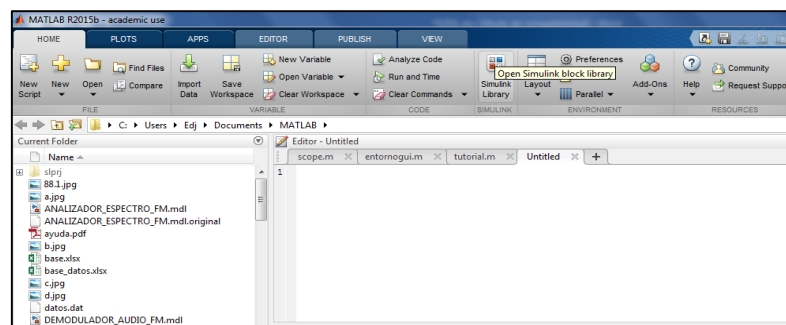 MATLAB R2015b - academic use
HOME PLOTS APPS EDITOR PUBLISH VIEW
New Script
New
Open
Find Files
Compare
Import Data
Save Workspace
New Variable
Open Variable
Clear Workspace
Analyze Code
Run and Time
Clear Commands
Simulink Library
Open Simulink block library
Layout
Preferences
Parallel
Add-Ons
Help
Community
Request Suppo
FILE VARIABLE CODE SIMULINK ENVIRONMENT RESOURCES
C: Users Edj Documents MATLAB
Current Folder
Name
slprj
88.1.jpg
a.jpg
ANALIZADOR_ESPECTRO_FM.mdl
ANALIZADOR_ESPECTRO_FM.mdl.original
ayuda.pdf
b.jpg
base.xlsx
base_datos.xlsx
c.jpg
d.jpg
datos.dat
DEMODULADOR_AUDIO_FM.mdl
Editor - Untitled
scope.m entornogui.m tutorial.m Untitled +
1